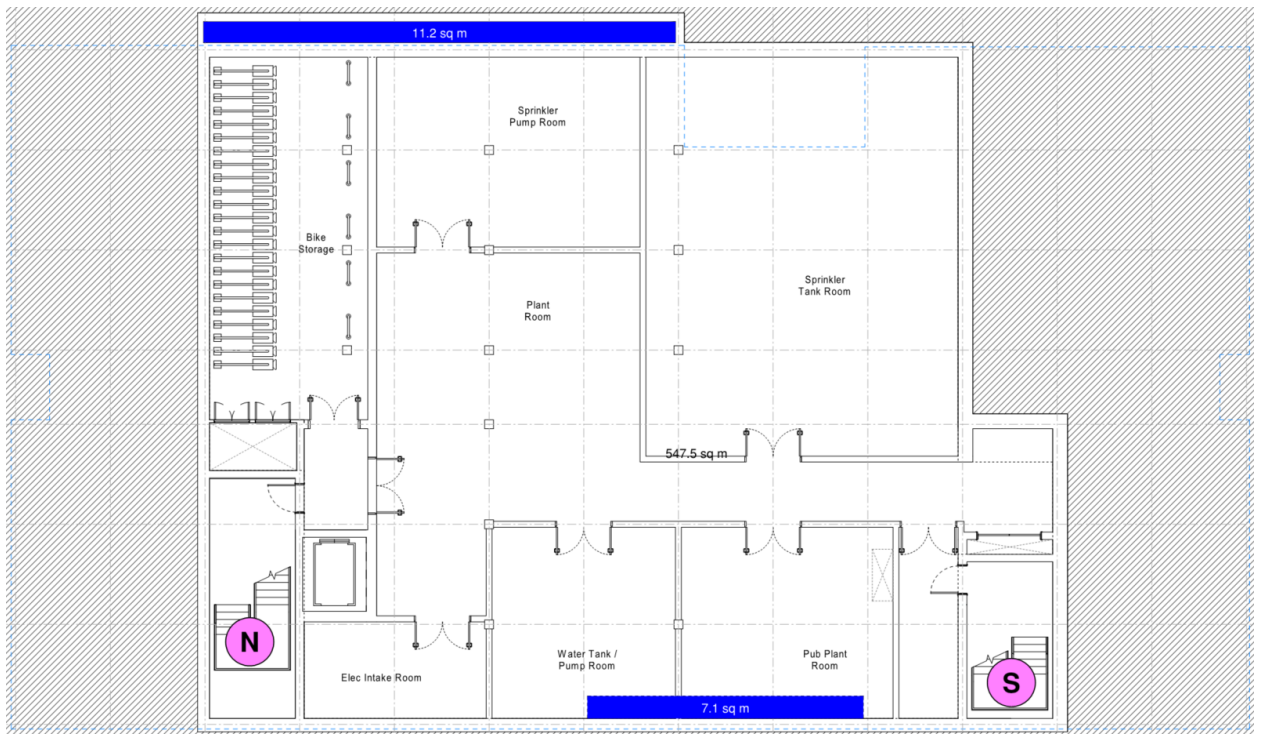 11.2 sq m
Sprinkler
Pump Room
Bike
Storage
Sprinkler
Tank Room
Plant
Room
547.5 sq m
N
Water Tank /
Pump Room
Pub Plant
Room
Elec Intake Room
S
7.1 sq m